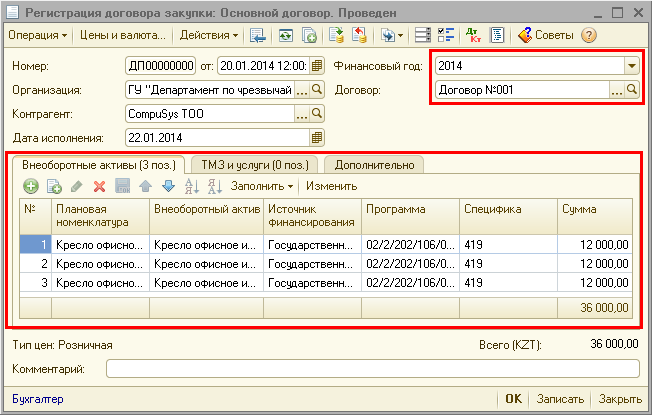 Регистрация договора закупки: Основной договор. Проведен
Операция Цены и валюта... Действия Дт Кт Советы
Номер: ДП00000000 от: 20.01.2014 12:00: Финансовый год: 2014
Организация: ГУ "Департамент по чрезвычай ... Договор: Договор №001 ...
Контрагент: CompuSys ТОО ...
Дата исполнения: 22.01.2014
Внеоборотные активы (3 поз.) ТМЗ и услуги (0 поз.) Дополнительно
Заполнить Изменить
№ Плановая номенклатура Внеоборотный актив Источник финансирования Программа Специфика Сумма
1 Кресло офисно... Кресло офисное и... Государственн... 02/2/202/106/0... 419 12 000,00
2 Кресло офисно... Кресло офисное и... Государственн... 02/2/202/106/0... 419 12 000,00
3 Кресло офисно... Кресло офисное и... Государственн... 02/2/202/106/0... 419 12 000,00
36 000,00
Тип цен: Розничная Всего (KZT): 36 000,00
Комментарий:
Бухгалтер OK Записать Закрыть